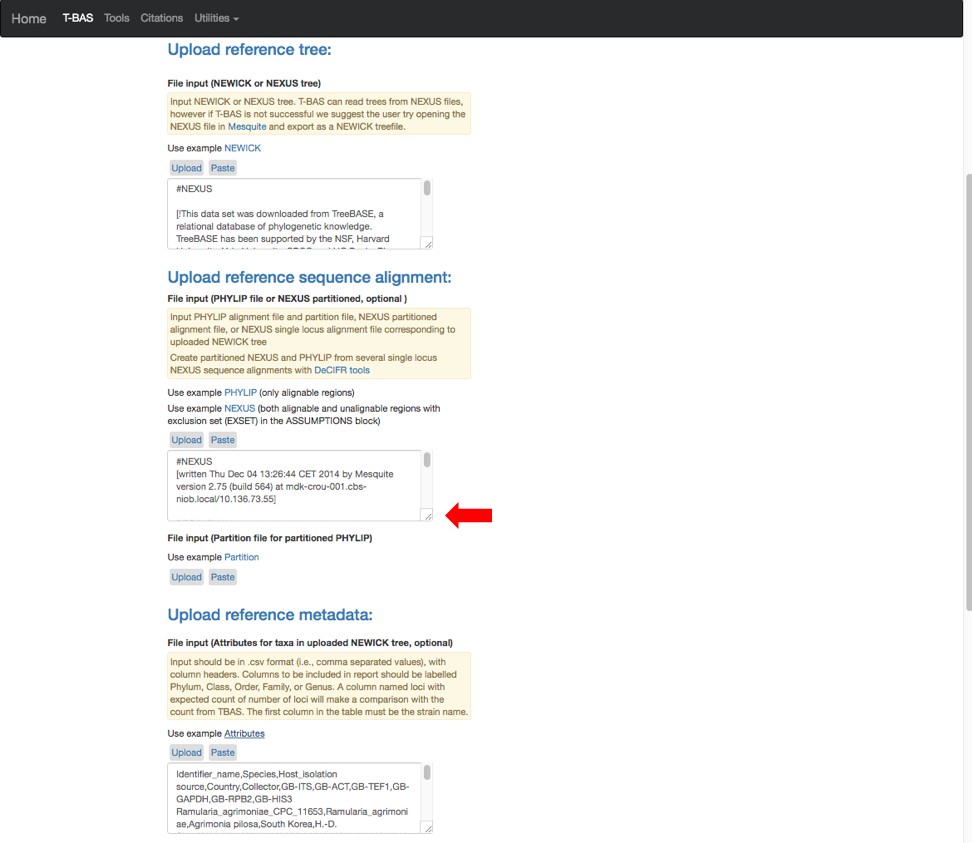 Home T-BAS Tools Citations Utilities
Upload reference tree:
File input (NEWICK or NEXUS tree)
Input NEWICK or NEXUS tree. T-BAS can read trees from NEXUS files,
however if T-BAS is not successful we suggest the user try opening the
NEXUS file in Mesquite and export as a NEWICK treefile.
Use example NEWICK
Upload Paste
#NEXUS
[!This data set was downloaded from TreeBASE, a
relational database of phylogenetic knowledge.
TreeBASE has been supported by the NSF, Harvard
Upload reference sequence alignment:
File input (PHYLIP file or NEXUS partitioned, optional )
Input PHYLIP alignment file and partition file, NEXUS partitioned
alignment file, or NEXUS single locus alignment file corresponding to
uploaded NEWICK tree
Create partitioned NEXUS and PHYLIP from several single locus
NEXUS sequence alignments with DeCIFR tools
Use example PHYLIP (only alignable regions)
Use example NEXUS (both alignable and unalignable regions with
exclusion set (EXSET) in the ASSUMPTIONS block)
Upload Paste
#NEXUS
[written Thu Dec 04 13:26:44 CET 2014 by Mesquite
version 2.75 (build 564) at mdk-crou-001.cbs-
niob.local/10.136.73.55]
File input (Partition file for partitioned PHYLIP)
Use example Partition
Upload Paste
Upload reference metadata:
File input (Attributes for taxa in uploaded NEWICK tree, optional)
Input should be in .csv format (i.e., comma separated values), with
column headers. Columns to be included in report should be labelled
Phylum, Class, Order, Family, or Genus. A column named loci with
expected count of number of loci will make a comparison with the
count from TBAS. The first column in the table must be the strain name.
Use example Attributes
Upload Paste
Identifier_name,Species,Host_isolation
source,Country,Collector,GB-ITS,GB-ACT,GB-TEF1,GB-
GAPDH,GB-RPB2,GB-HIS3
Ramularia_agrimoniae_CPC_11653,Ramularia_agrimoni
ae,Agrimonia pilosa,South Korea,H.-D.